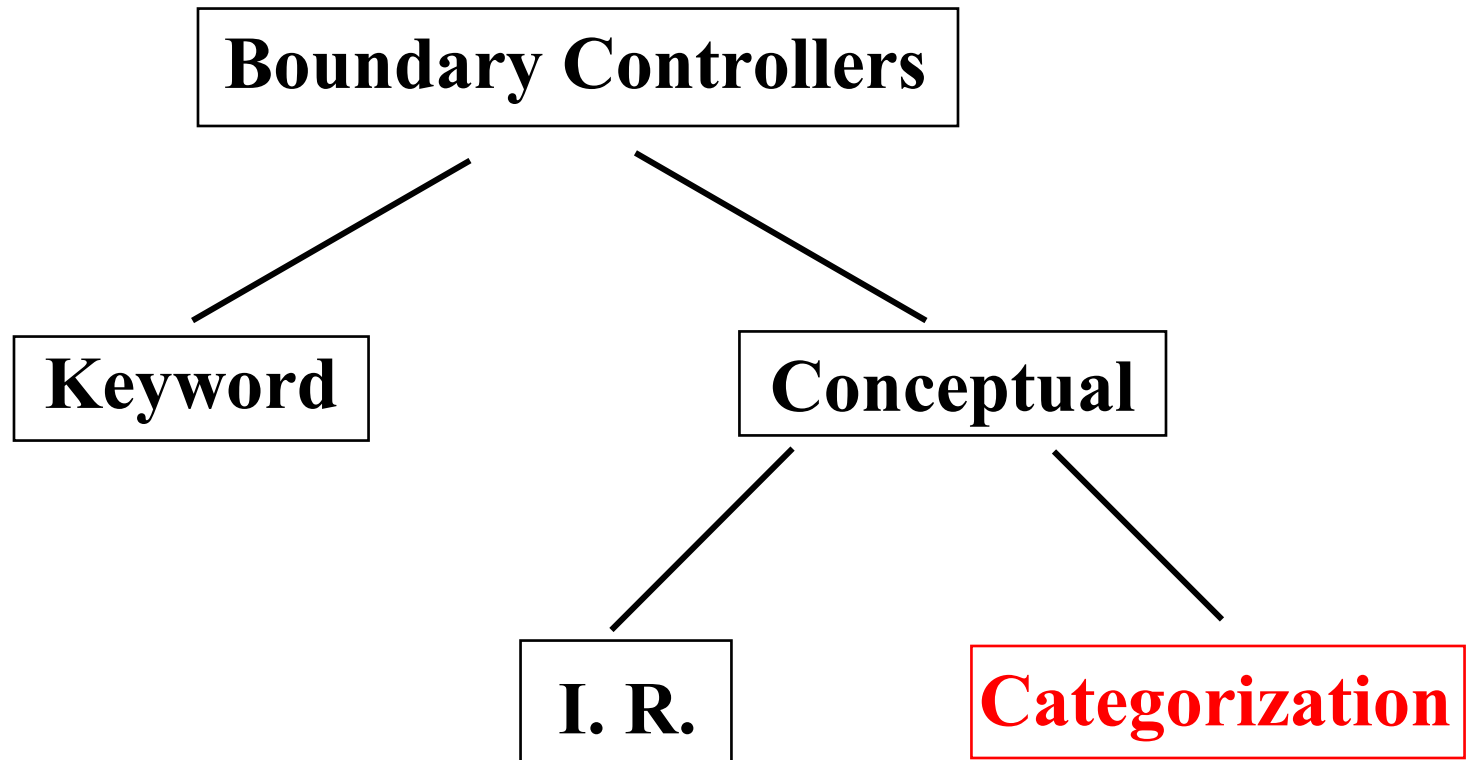 Boundary Controllers
Keyword
Conceptual
I. R.
Categorization